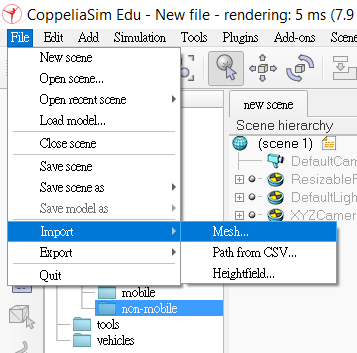 CoppeliaSim Edu - New file - rendering: 5 ms (7.9
File Edit Add Simulation Tools Plugins Add-ons Scen
New scene
Open scene...
Open recent scene
Load model...
Close scene
Save scene
Save scene as
Save model as
Import
Export
Quit
Mesh...
Path from CSV...
Heightfield...
new scene
Scene hierarchy
(scene 1)
DefaultCa
ResizableF
DefaultLig
XYZCamer
mobile
non-mobile
tools
vehicles